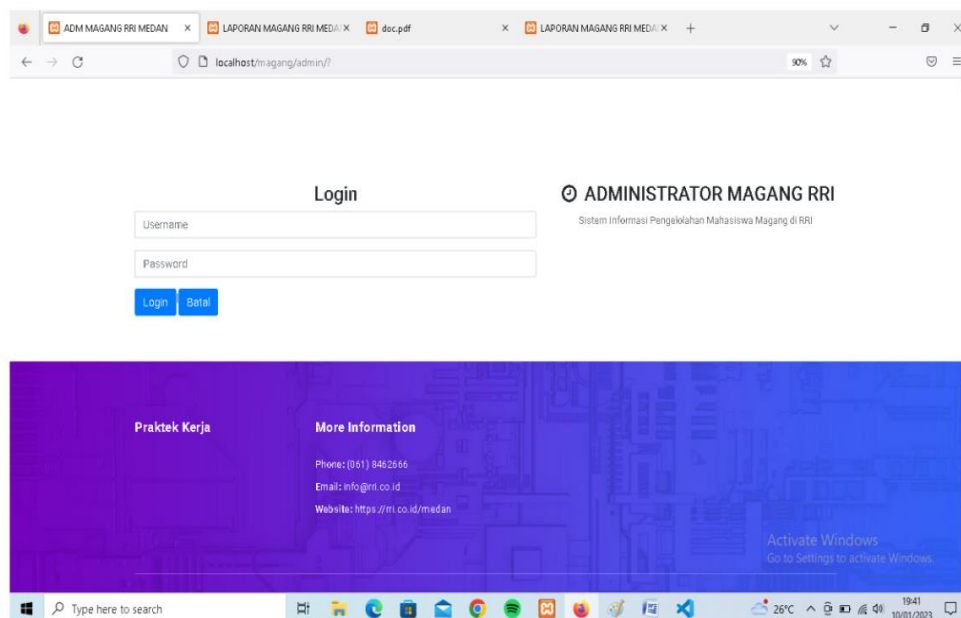 ADM MAGANG RRI MEDAN
LAPORAN MAGANG RRI MEDA
doc.pdf
LAPORAN MAGANG RRI MEDA
localhost/magang/admin/?
90%
Login
Username
Password
Login
Batal
ADMINISTRATOR MAGANG RRI
Sistem Informasi Pengelolahan Mahasiswa Magang di RRI
Praktek Kerja
More Information
Phone: (061) 8462666
Email: info@rri.co.id
Website: https://rri.co.id/medan
Activate Windows
Go to Settings to activate Windows.
Type here to search
26°C
19:41
10/01/2023